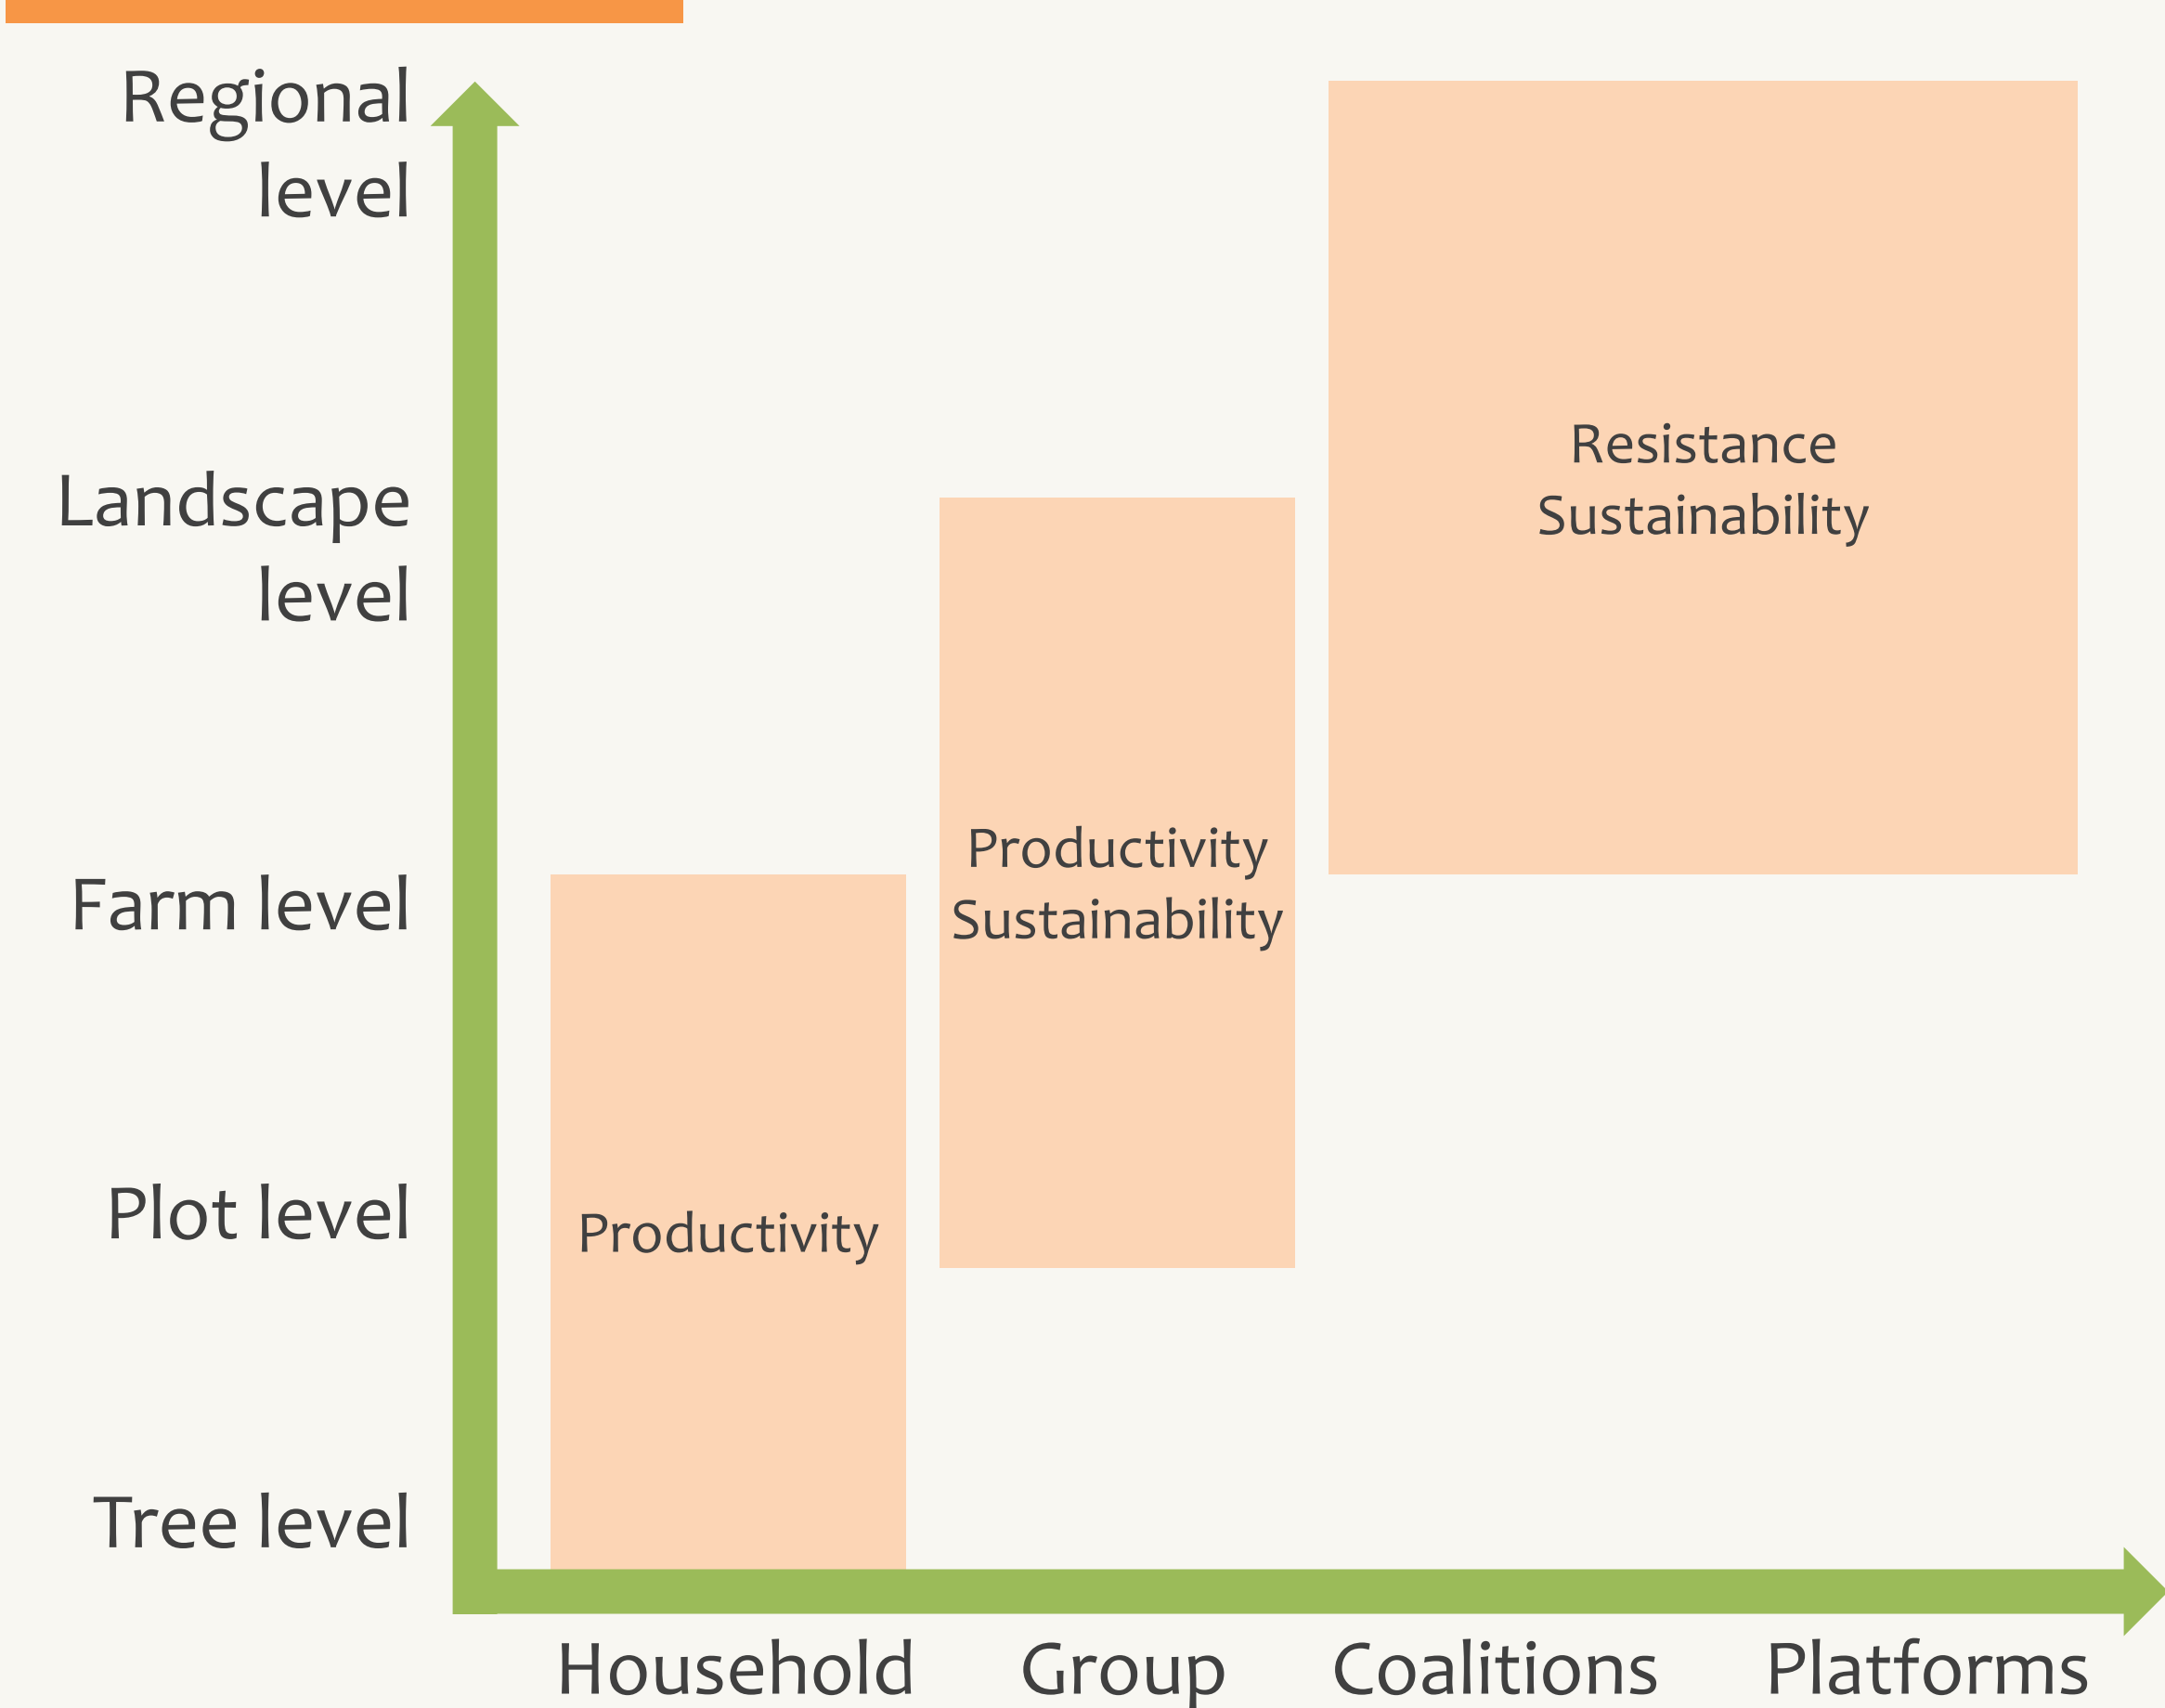 Regional
level
Resistance
Sustainability
Landscape
level
Productivity
Sustainability
Farm level
Plot level
Productivity
Tree level
Household
Group
Coalitions
Platforms